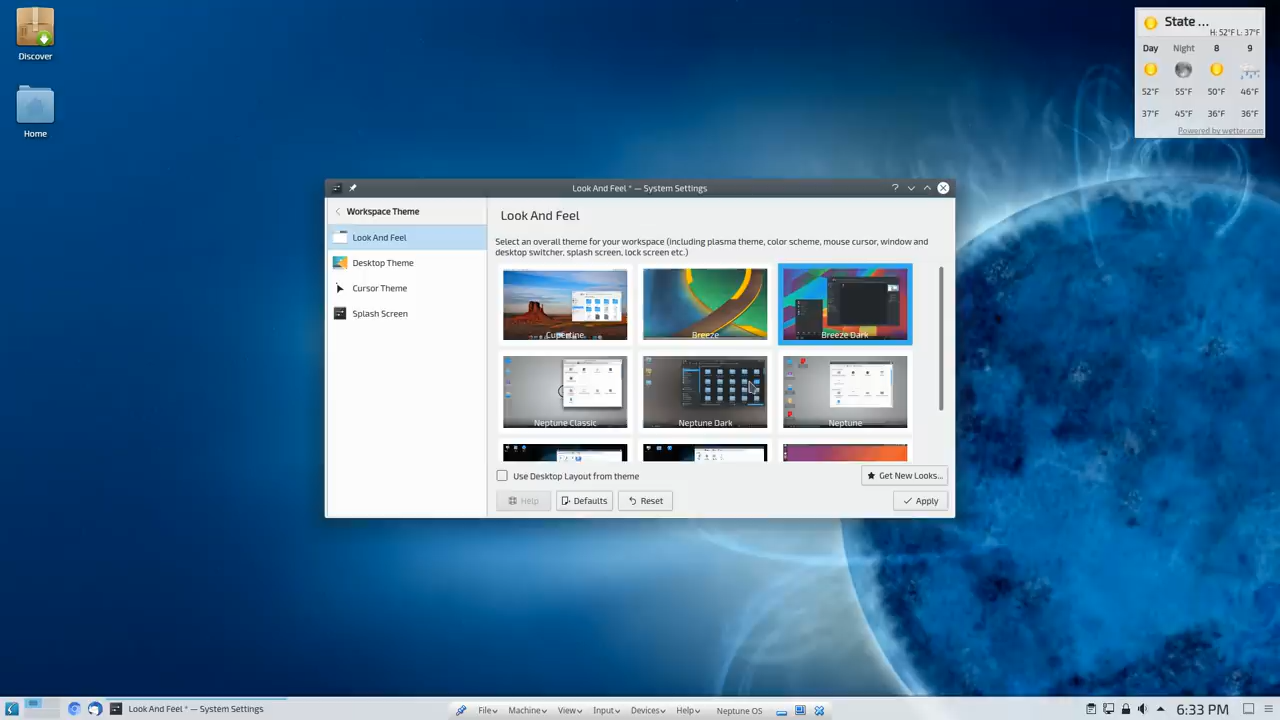 Discover
Home
State ...
H: 52°F L: 37°F
Day Night 8 9
52°F 55°F 50°F 46°F
37°F 45°F 36°F 36°F
Powered by wetter.com
Look And Feel * — System Settings
Workspace Theme
Look And Feel
Desktop Theme
Cursor Theme
Splash Screen
Look And Feel
Select an overall theme for your workspace (including plasma theme, color scheme, mouse cursor, window and
desktop switcher, splash screen, lock screen etc.)
Cupertino
Breeze
Breeze Dark
Neptune Classic
Neptune Dark
Neptune
Use Desktop Layout from theme
Get New Looks...
Help
Defaults
Reset
Apply
Look And Feel * — System Settings
File
Machine
View
Input
Devices
Help
Neptune OS
6:33 PM